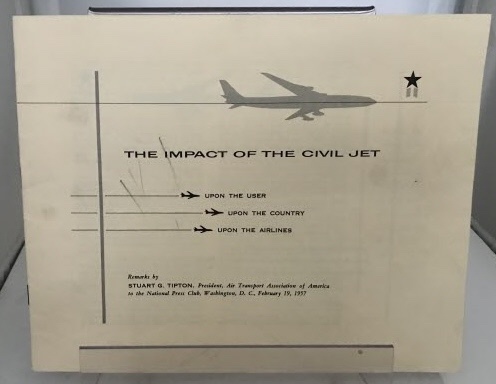 THE IMPACT OF THE CIVIL JET
UPON THE USER
UPON THE COUNTRY
UPON THE AIRLINES
Remarks by
STUART G. TIPTON, President, Air Transport Association of America
to the National Press Club, Washington, D. C., February 19, 1957